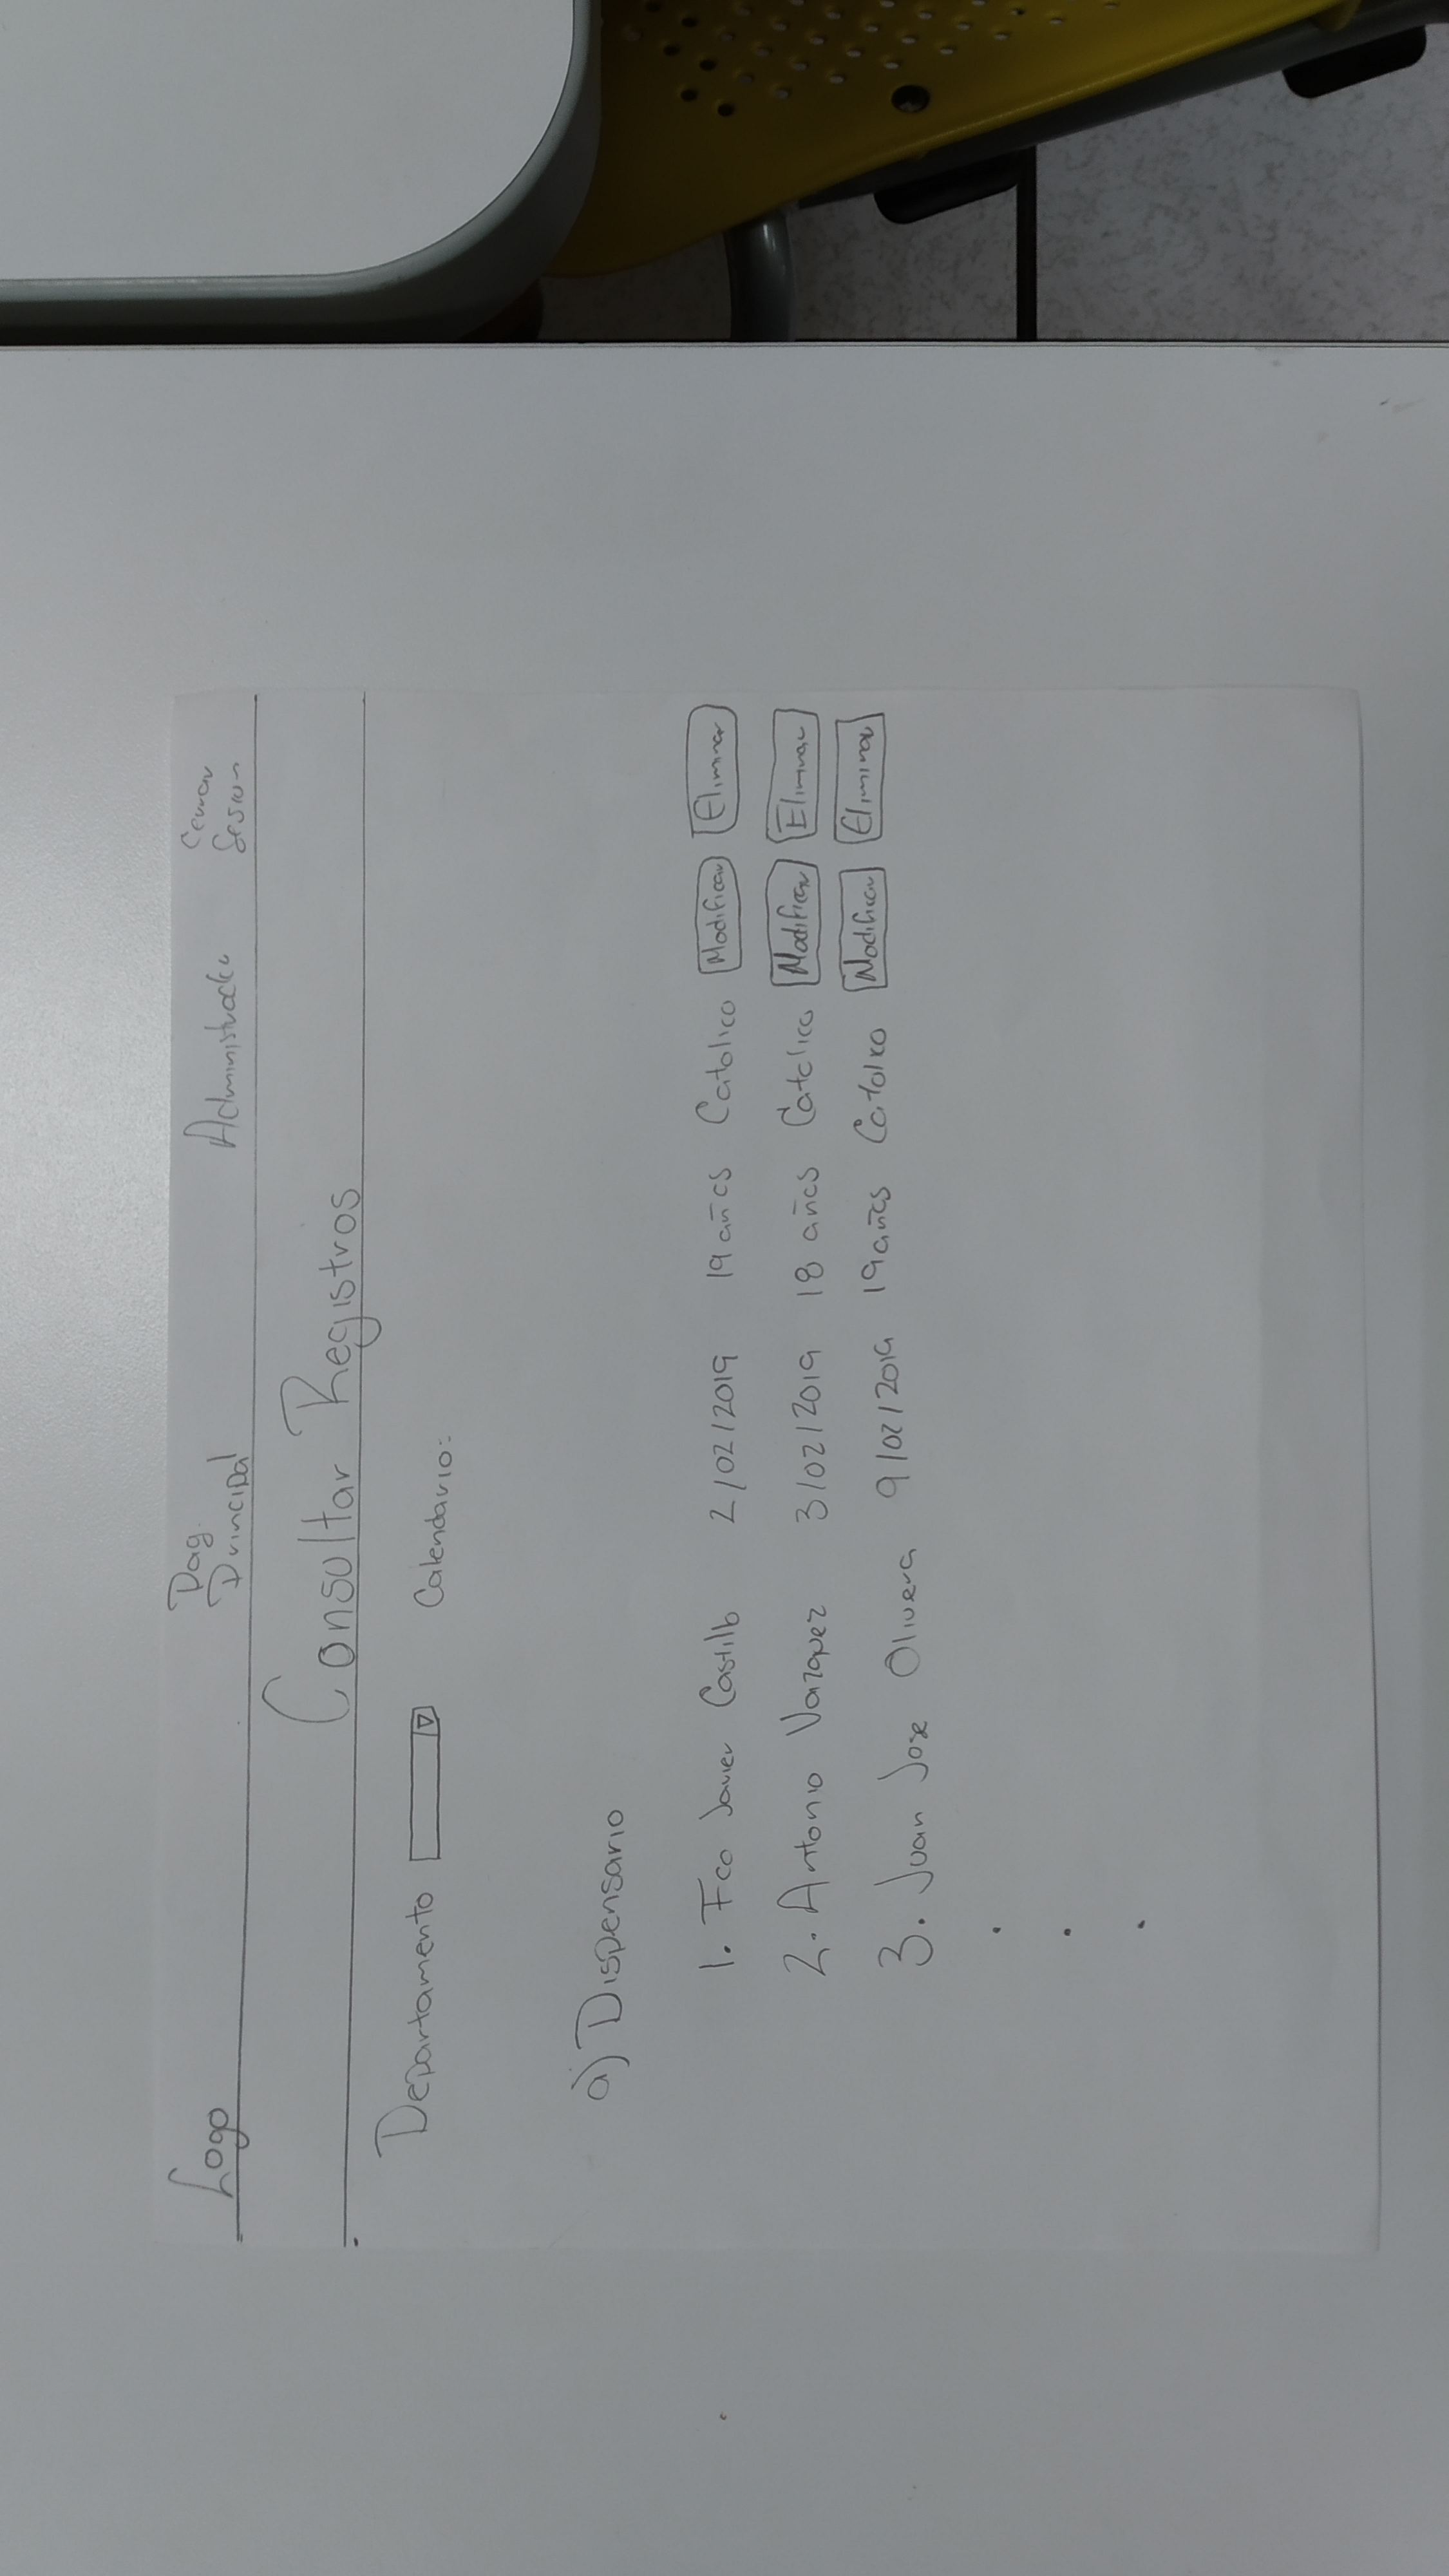 Logo Pag. Principal Administrador Cerrar Sesion
Consultar Registros
Departamento Calendario:
a) Dispensario
1. Fco Javier Castillo 2/02/2019 19 años Catolico Modificar Eliminar
2. Antonio Vazquez 3/02/2019 18 años Catolico Modificar Eliminar
3. Juan Jose Olivera 9/02/2019 19 años Catolico Modificar Eliminar